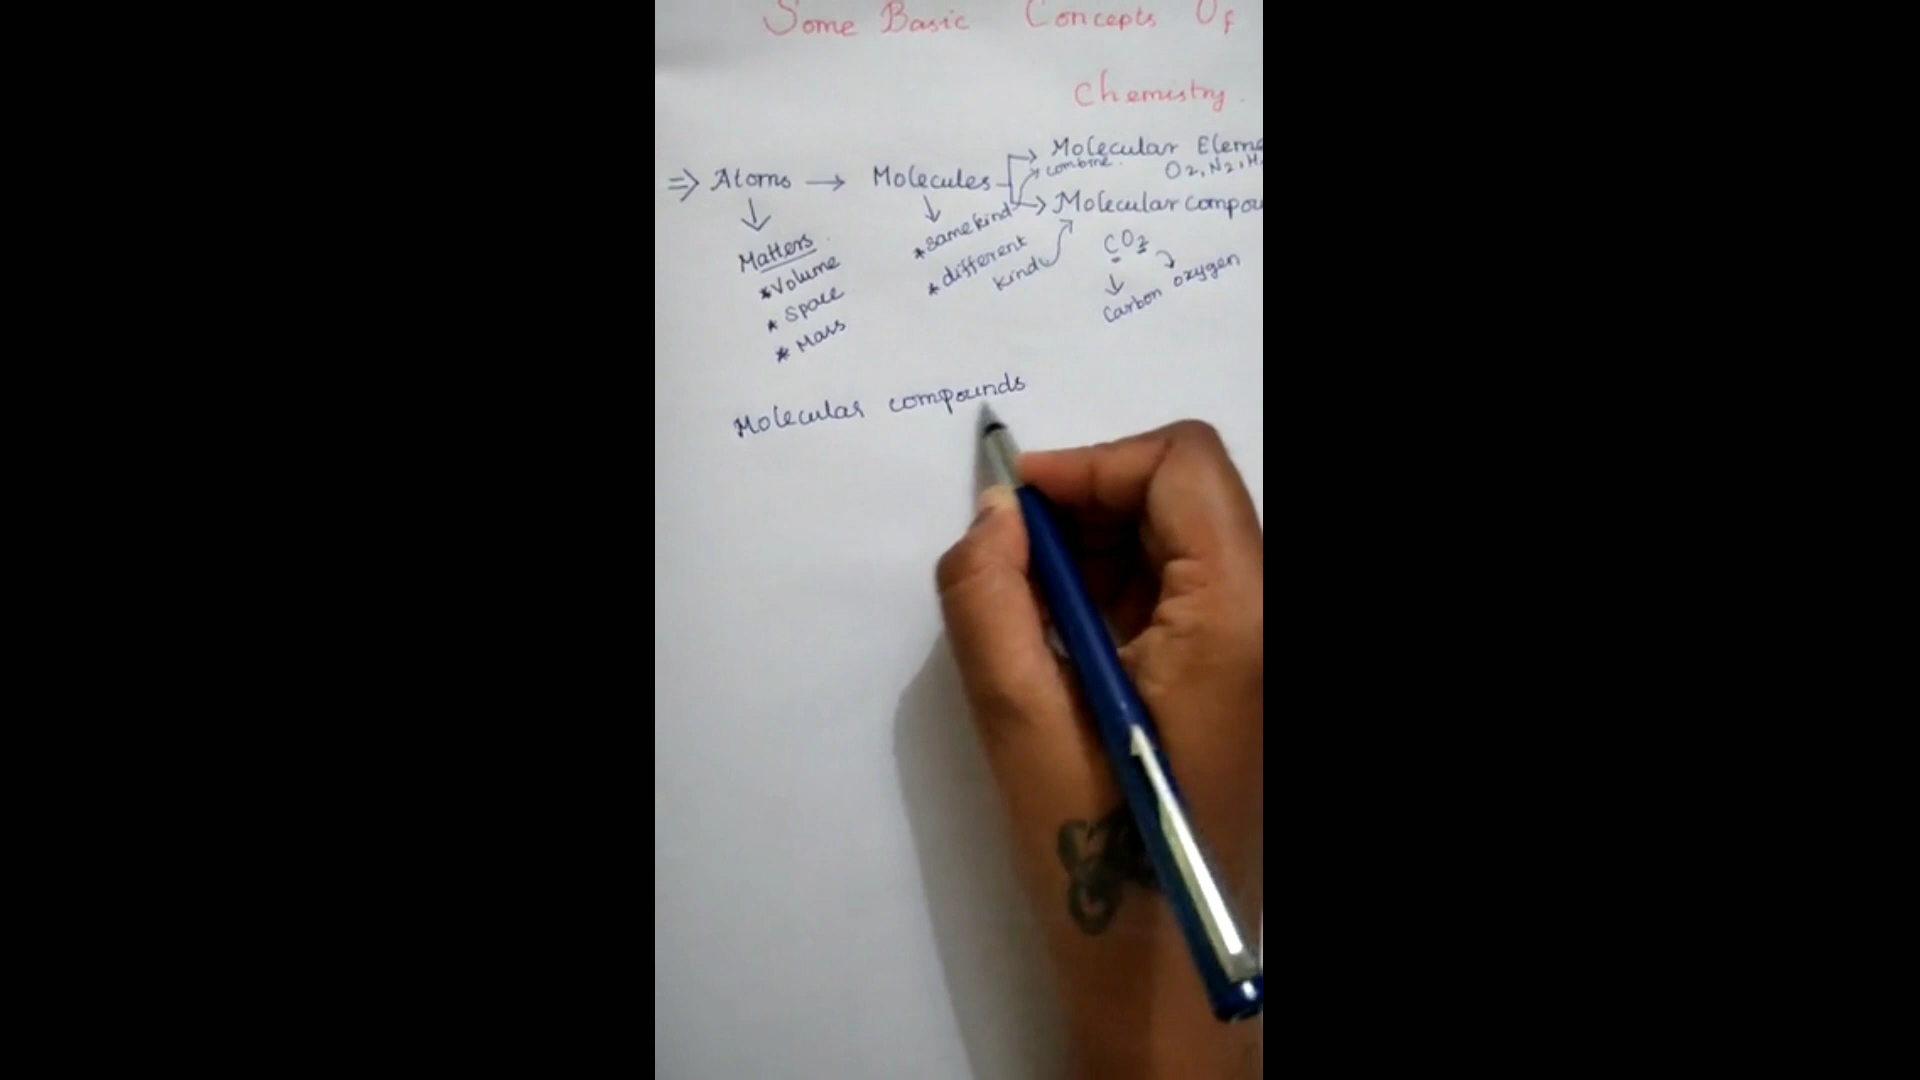 Some Basic Concepts Of
Chemistry.
Molecular Eleme
combine.
O2, N2, H
⇒ Atoms → Molecules
Molecular compou
Matters
* Volume
* Space
* Mass
* same kind
* different
kind
CO2
Carbon
oxygen
Molecular compounds